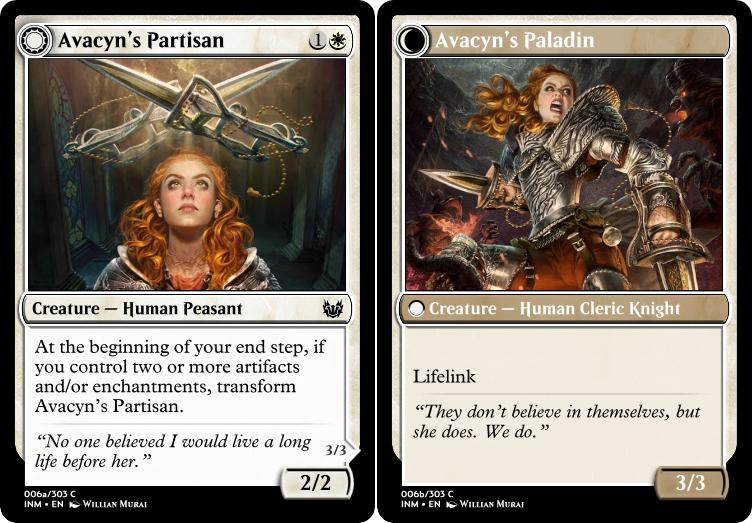 Avacyn's Partisan 1
At the beginning of your end step, if
you control two or more artifacts
and/or enchantments, transform
Avacyn's Partisan.
Creature — Human Peasant
“No one believed I would live a long
life before her.”
3/3
2/2
006a/303 C
INM • EN Willian Murai
Avacyn's Paladin
Creature — Human Cleric Knight
Lifelink
“They don't believe in themselves, but
she does. We do.”
3/3
006b/303 C
INM • EN Willian Murai